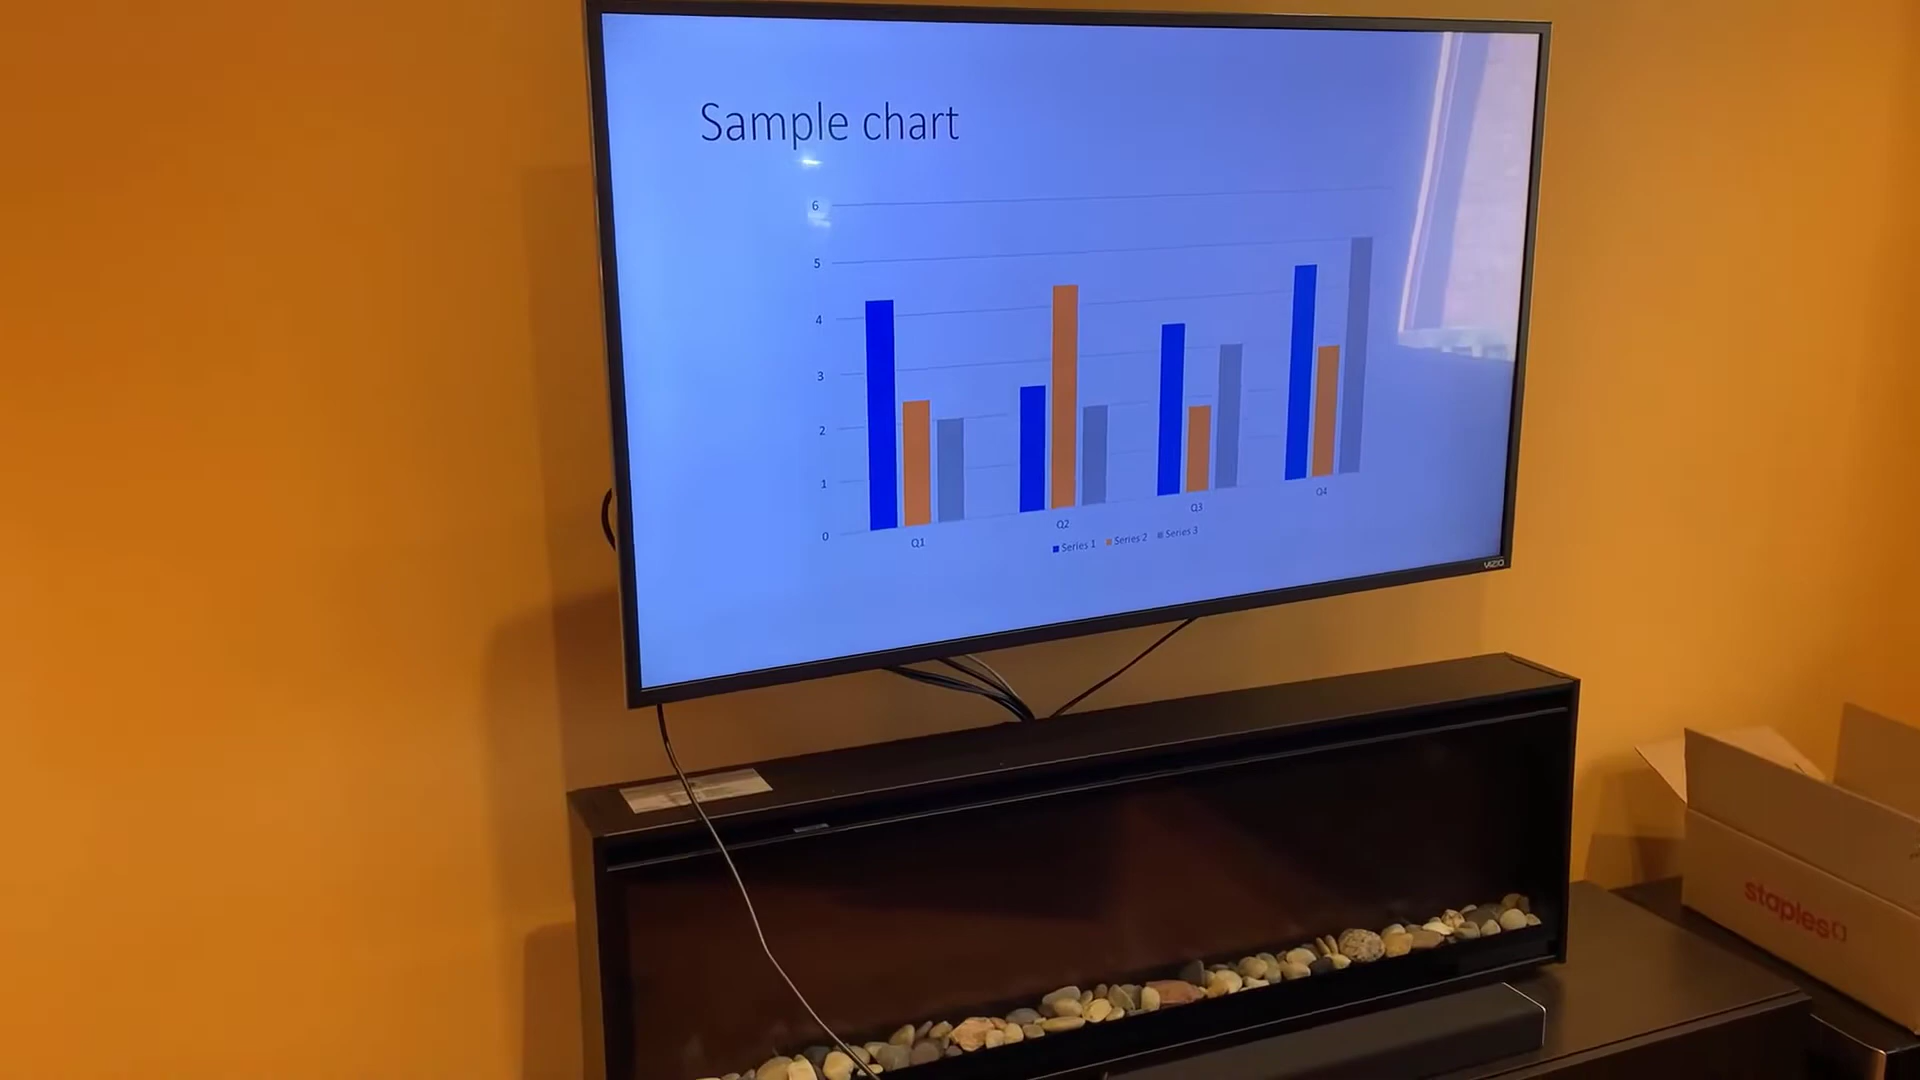 Sample chart
6
5
4
3
2
1
0
Q1
Q2
Q3
Q4
Series 1 Series 2 Series 3
VIZIO
staples